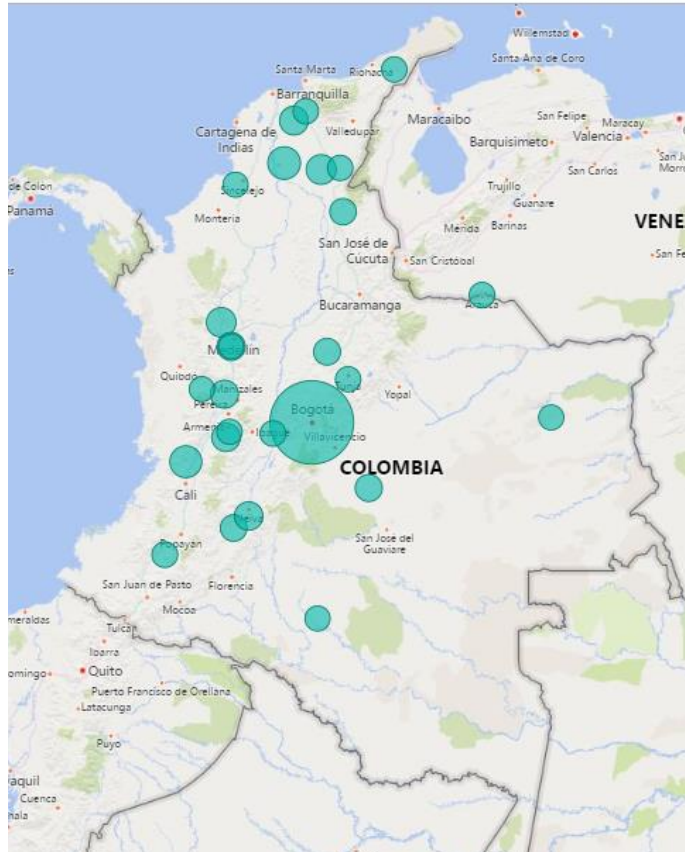 Willemstad
Santa Ana de Coro
Santa Marta
Riohacha
Barranquilla
Maracaibo
San Felipe
Maracay
Cartagena de
Indias
Valledupar
Barquisimeto
Valencia
San Carlos
de Colón
Panama
Sincelejo
Trujillo
Guanare
Montería
Mérida
Barinas
VENE
San José de
Cúcuta
San Cristóbal
Bucaramanga
Arauca
Medellín
Quibdó
Manizales
Tunja
Yopal
Pereira
Bogotá
Armenia
Ibagué
Villavicencio
COLOMBIA
Cali
Neiva
Popayán
San José del
Guaviare
San Juan de Pasto
Florencia
Mocoa
Tulcán
Ibarra
Quito
Puerto Francisco de Orellana
Latacunga
Puyo
Cuenca